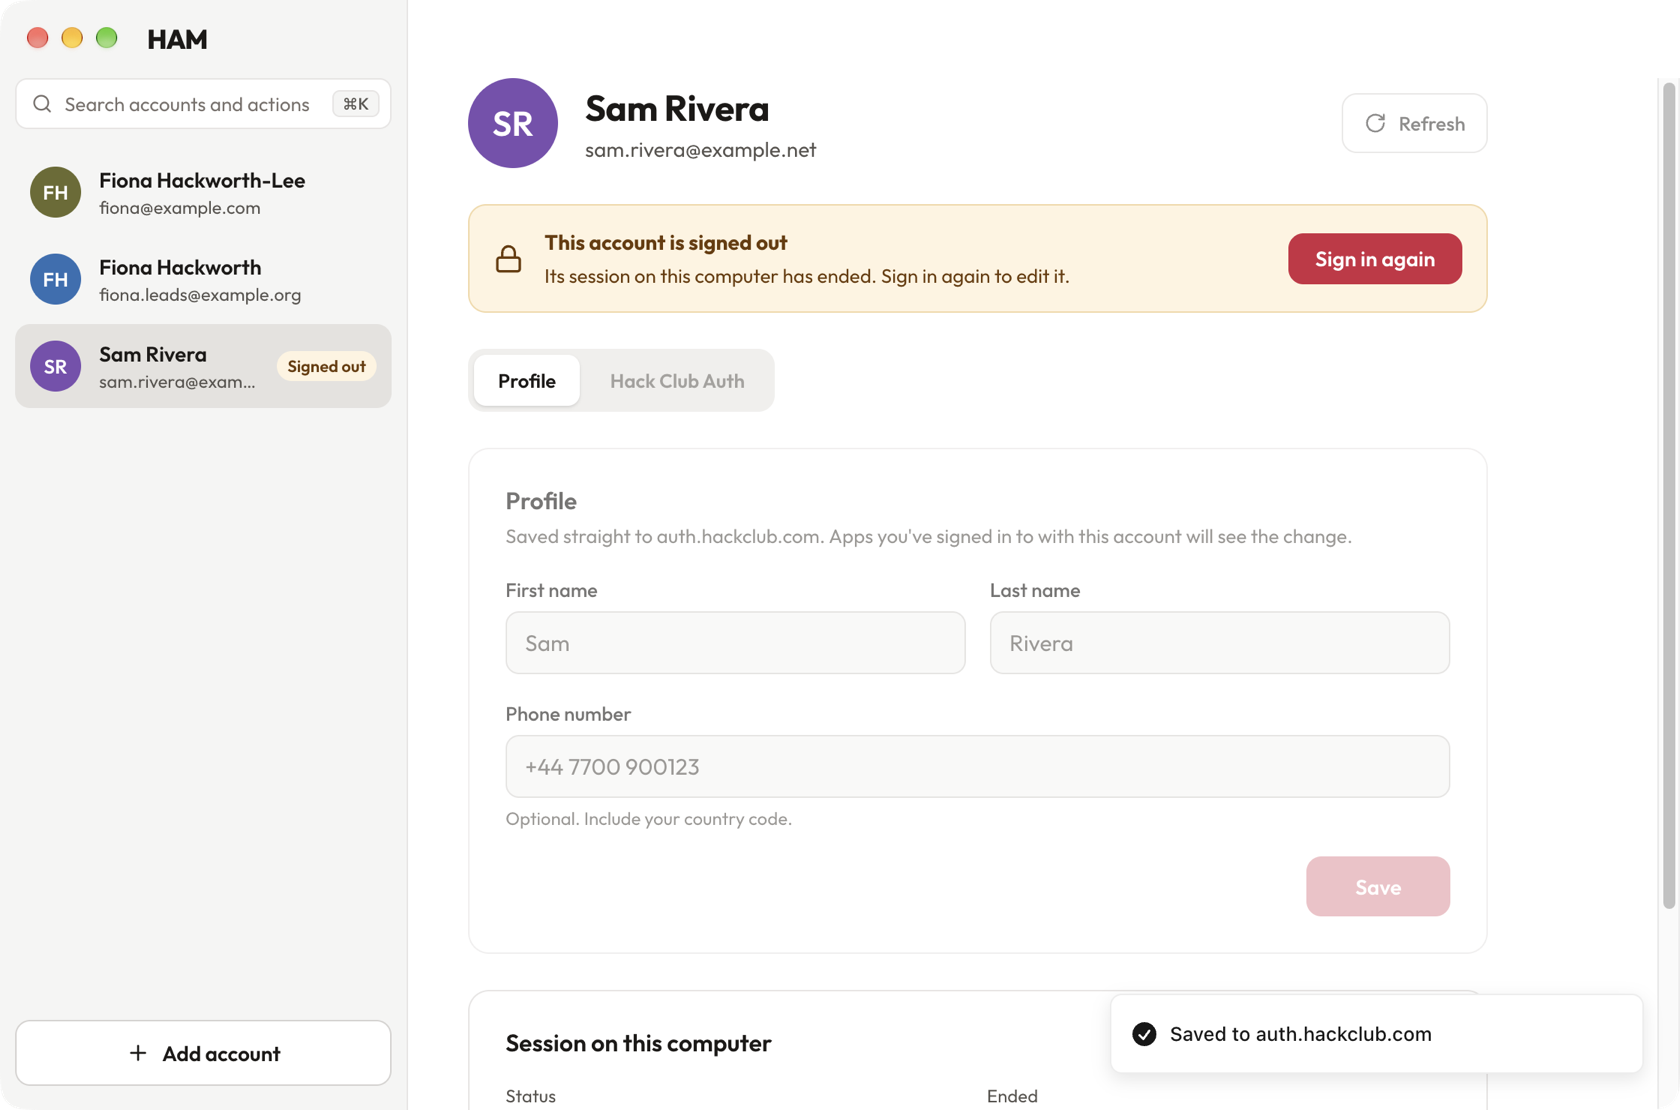 HAM
Search accounts and actions ⌘K
FH
Fiona Hackworth-Lee
fiona@example.com
FH
Fiona Hackworth
fiona.leads@example.org
SR
Sam Rivera
sam.rivera@exam...
Signed out
+ Add account
SR
Sam Rivera
sam.rivera@example.net
Refresh
This account is signed out
Its session on this computer has ended. Sign in again to edit it.
Sign in again
Profile
Hack Club Auth
Profile
Saved straight to auth.hackclub.com. Apps you've signed in to with this account will see the change.
First name
Last name
Sam
Rivera
Phone number
+44 7700 900123
Optional. Include your country code.
Save
Session on this computer
Saved to auth.hackclub.com
Status
Ended